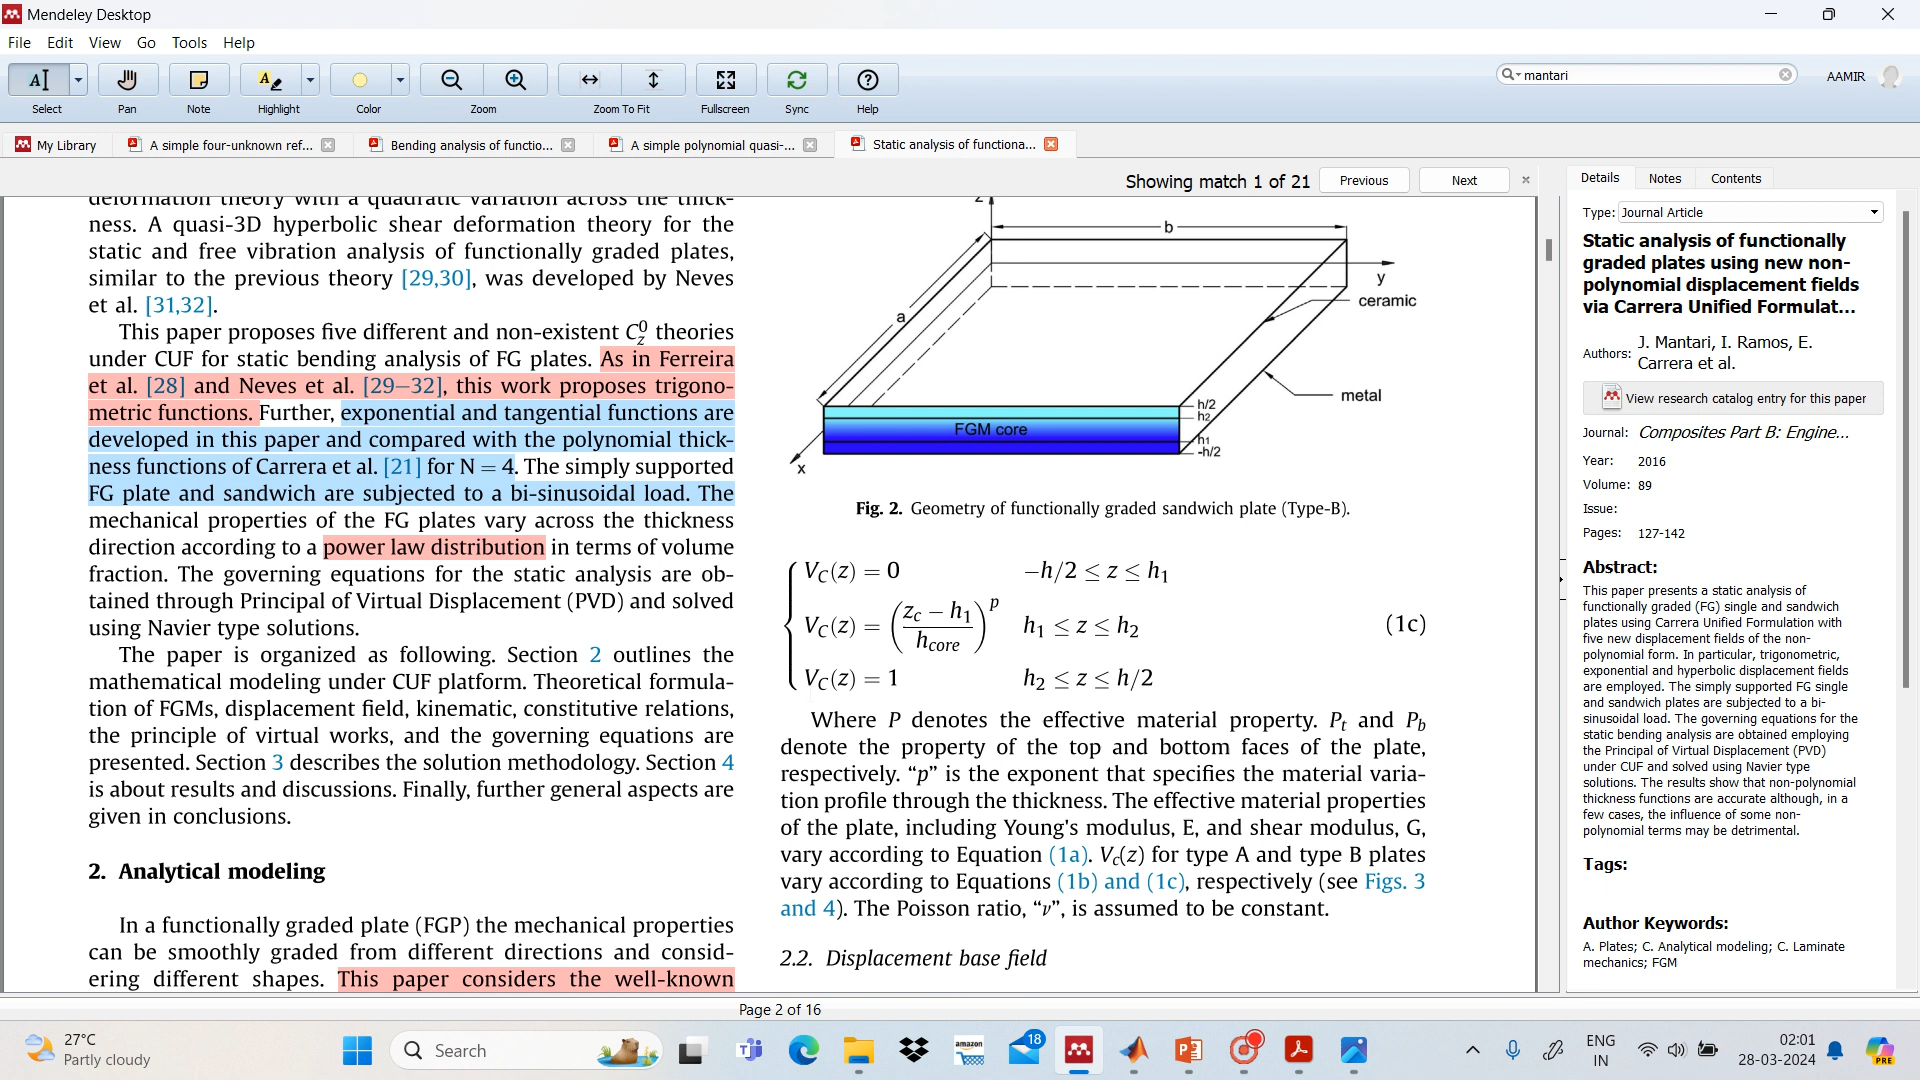 Mendeley Desktop
File Edit View Go Tools Help
mantari
AAMIR
Select Pan Note Highlight Color Zoom Zoom To Fit Fullscreen Sync Help
My Library
A simple four-unknown ref...
Bending analysis of functio...
A simple polynomial quasi-...
Static analysis of functiona...
Showing match 1 of 21 Previous Next
deformation theory with a quadratic variation across the thick-
ness. A quasi-3D hyperbolic shear deformation theory for the
static and free vibration analysis of functionally graded plates,
similar to the previous theory [29,30], was developed by Neves
et al. [31,32].
This paper proposes five different and non-existent C_z^0 theories
under CUF for static bending analysis of FG plates. As in Ferreira
et al. [28] and Neves et al. [29–32], this work proposes trigono-
metric functions. Further, exponential and tangential functions are
developed in this paper and compared with the polynomial thick-
ness functions of Carrera et al. [21] for N = 4. The simply supported
FG plate and sandwich are subjected to a bi-sinusoidal load. The
mechanical properties of the FG plates vary across the thickness
direction according to a power law distribution in terms of volume
fraction. The governing equations for the static analysis are ob-
tained through Principal of Virtual Displacement (PVD) and solved
using Navier type solutions.
The paper is organized as following. Section 2 outlines the
mathematical modeling under CUF platform. Theoretical formula-
tion of FGMs, displacement field, kinematic, constitutive relations,
the principle of virtual works, and the governing equations are
presented. Section 3 describes the solution methodology. Section 4
is about results and discussions. Finally, further general aspects are
given in conclusions.
2. Analytical modeling
In a functionally graded plate (FGP) the mechanical properties
can be smoothly graded from different directions and consid-
ering different shapes. This paper considers the well-known
z
b
y
ceramic
a
metal
h/2
h2
FGM core
h1
-h/2
x
Fig. 2. Geometry of functionally graded sandwich plate (Type-B).
V_C(z) = 0 −h/2 ≤ z ≤ h_1
V_C(z) = ((z_c − h_1)/h_core)^p h_1 ≤ z ≤ h_2 (1c)
V_C(z) = 1 h_2 ≤ z ≤ h/2
Where P denotes the effective material property. P_t and P_b
denote the property of the top and bottom faces of the plate,
respectively. “p” is the exponent that specifies the material varia-
tion profile through the thickness. The effective material properties
of the plate, including Young's modulus, E, and shear modulus, G,
vary according to Equation (1a). V_c(z) for type A and type B plates
vary according to Equations (1b) and (1c), respectively (see Figs. 3
and 4). The Poisson ratio, “ν”, is assumed to be constant.
2.2. Displacement base field
Details Notes Contents
Type: Journal Article
Static analysis of functionally
graded plates using new non-
polynomial displacement fields
via Carrera Unified Formulat...
Authors: J. Mantari, I. Ramos, E.
Carrera et al.
View research catalog entry for this paper
Journal: Composites Part B: Engine...
Year: 2016
Volume: 89
Issue:
Pages: 127-142
Abstract:
This paper presents a static analysis of
functionally graded (FG) single and sandwich
plates using Carrera Unified Formulation with
five new displacement fields of the non-
polynomial form. In particular, trigonometric,
exponential and hyperbolic displacement fields
are employed. The simply supported FG single
and sandwich plates are subjected to a bi-
sinusoidal load. The governing equations for the
static bending analysis are obtained employing
the Principal of Virtual Displacement (PVD)
under CUF and solved using Navier type
solutions. The results show that non-polynomial
thickness functions are accurate although, in a
few cases, the influence of some non-
polynomial terms may be detrimental.
Tags:
Author Keywords:
A. Plates; C. Analytical modeling; C. Laminate
mechanics; FGM
Page 2 of 16
27°C
Partly cloudy
Search
amazon
18
ENG
IN
02:01
28-03-2024
PRE